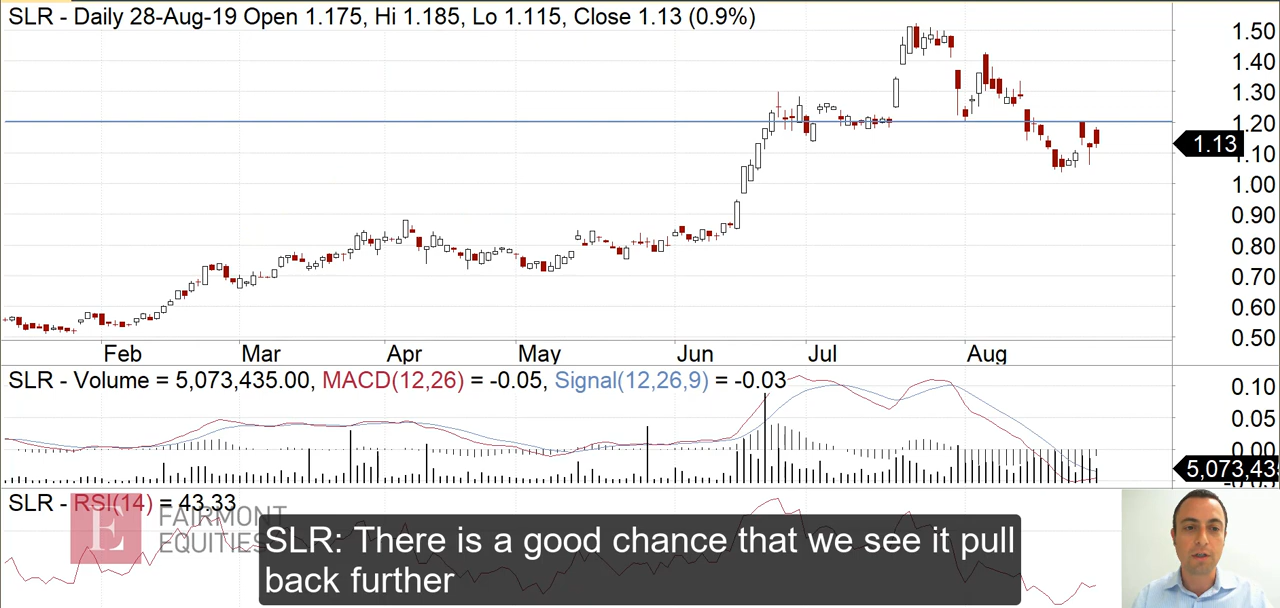 SLR - Daily 28-Aug-19 Open 1.175, Hi 1.185, Lo 1.115, Close 1.13 (0.9%)
1.50
1.40
1.30
1.20
1.13
1.10
1.00
0.90
0.80
0.70
0.60
0.50
Feb Mar Apr May Jun Jul Aug
SLR - Volume = 5,073,435.00, MACD(12,26) = -0.05, Signal(12,26,9) = -0.03
0.10
0.05
0.00
5,073,43
SLR - RSI(14) = 43.33
E FAIRMONT
EQUITIES
SLR: There is a good chance that we see it pull
back further